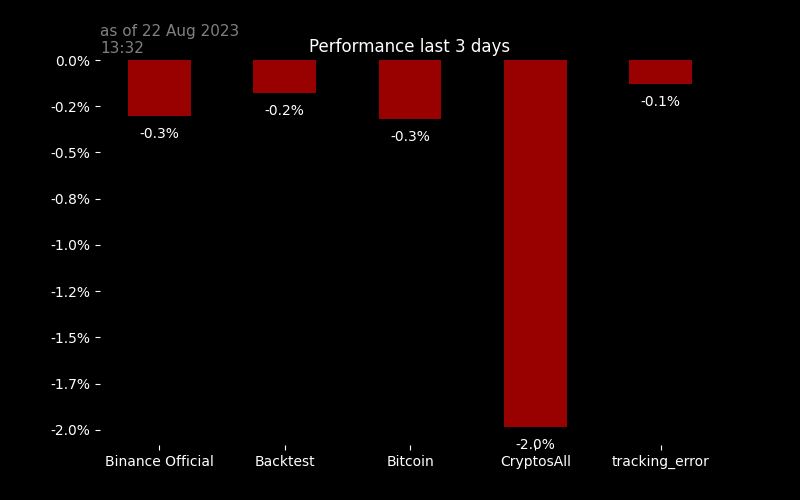 as of 22 Aug 2023
13:32
Performance last 3 days
0.0%
-0.2%
-0.5%
-0.8%
-1.0%
-1.2%
-1.5%
-1.7%
-2.0%
-0.3%
-0.2%
-0.3%
-2.0%
-0.1%
Binance Official
Backtest
Bitcoin
CryptosAll
tracking_error